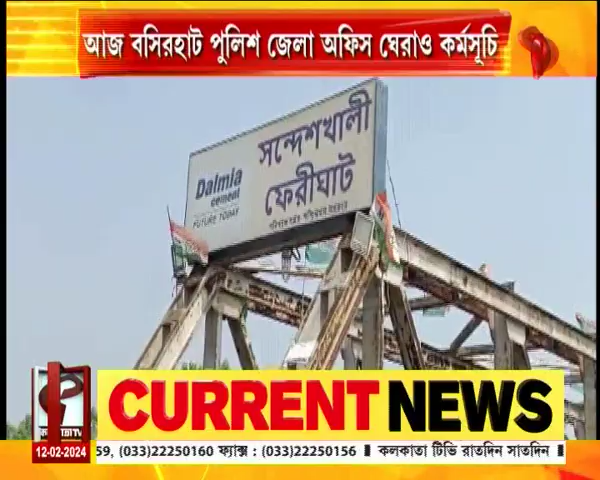 আজ বসিরহাট পুলিশ জেলা অফিস ঘেরাও কর্মসূচি
Dalmia
cement
FUTURE TODAY
সন্দেশখালী
ফেরীঘাট
CURRENT NEWS
12-02-2024
59, (033)22250160 ফ্যাক্স : (033)22250156 ॥ কলকাতা টিভি রাতদিন সাতদিন ॥